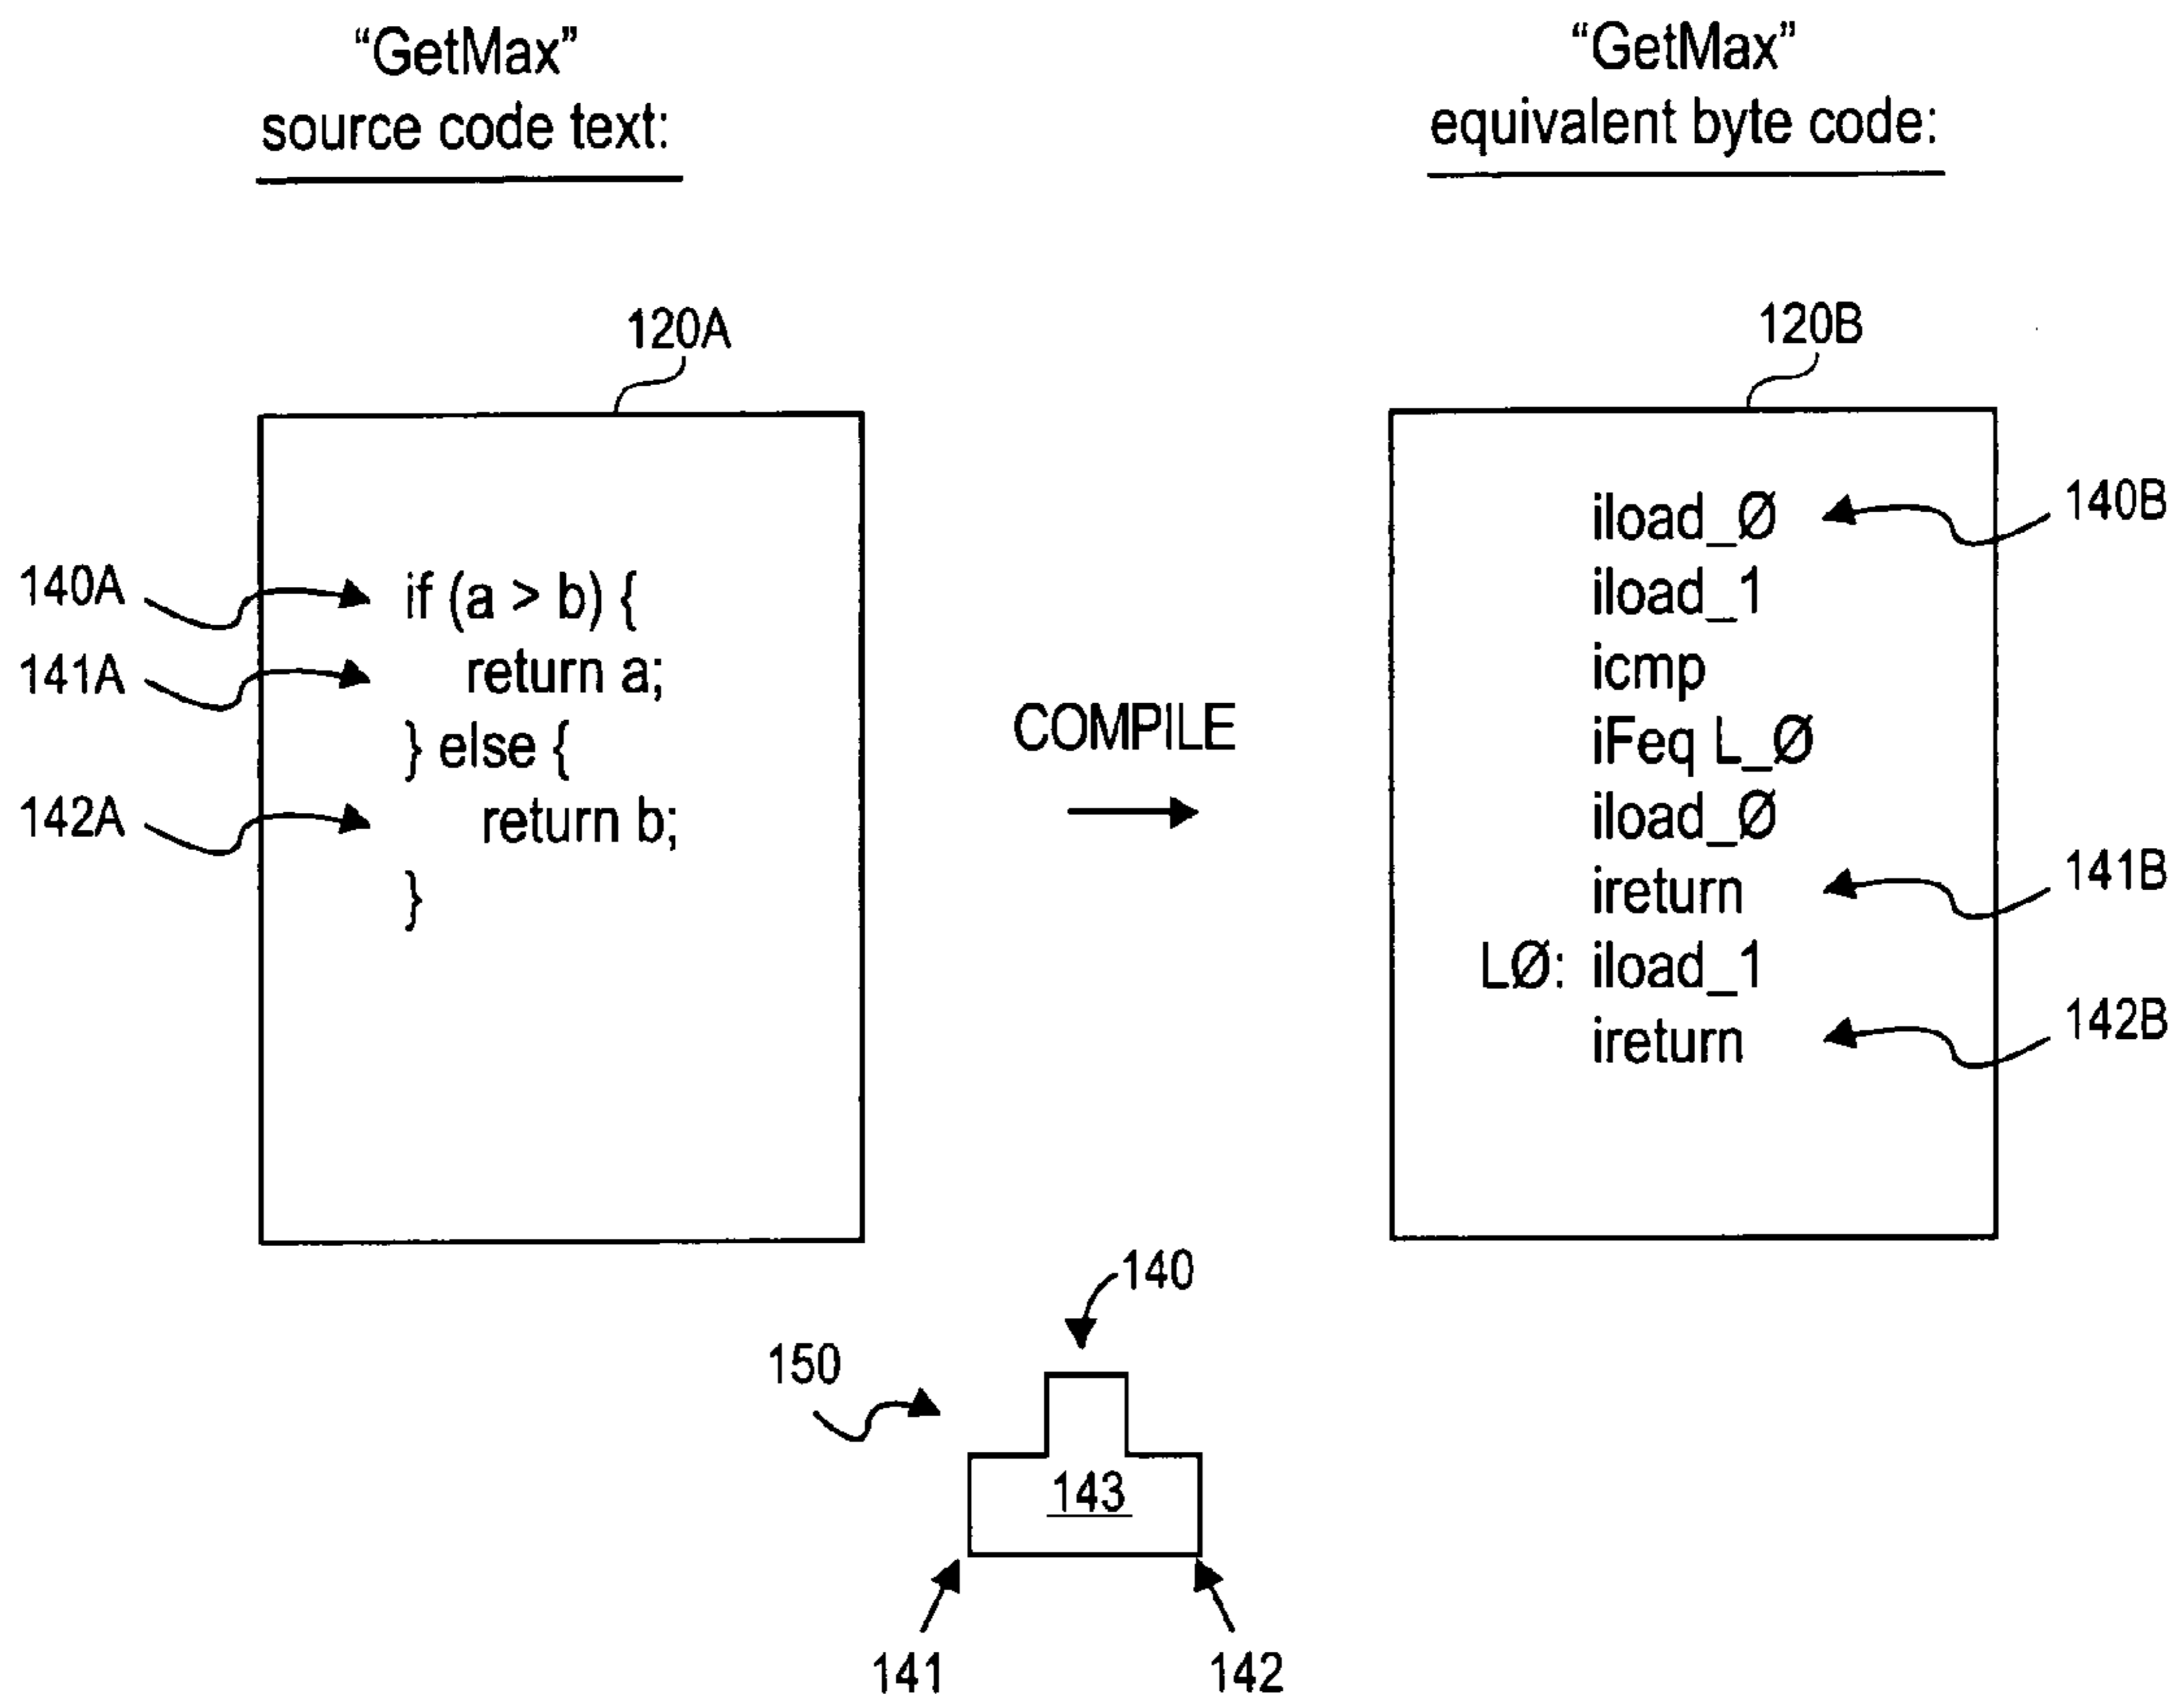 “GetMax”
source code text:
“GetMax”
equivalent byte code:
120A
140A
if (a > b) {
141A
return a;
} else {
142A
return b;
}
COMPILE
120B
iload_Ø
140B
iload_1
icmp
iFeq L_Ø
iload_Ø
ireturn
141B
LØ: iload_1
ireturn
142B
140
150
143
141
142